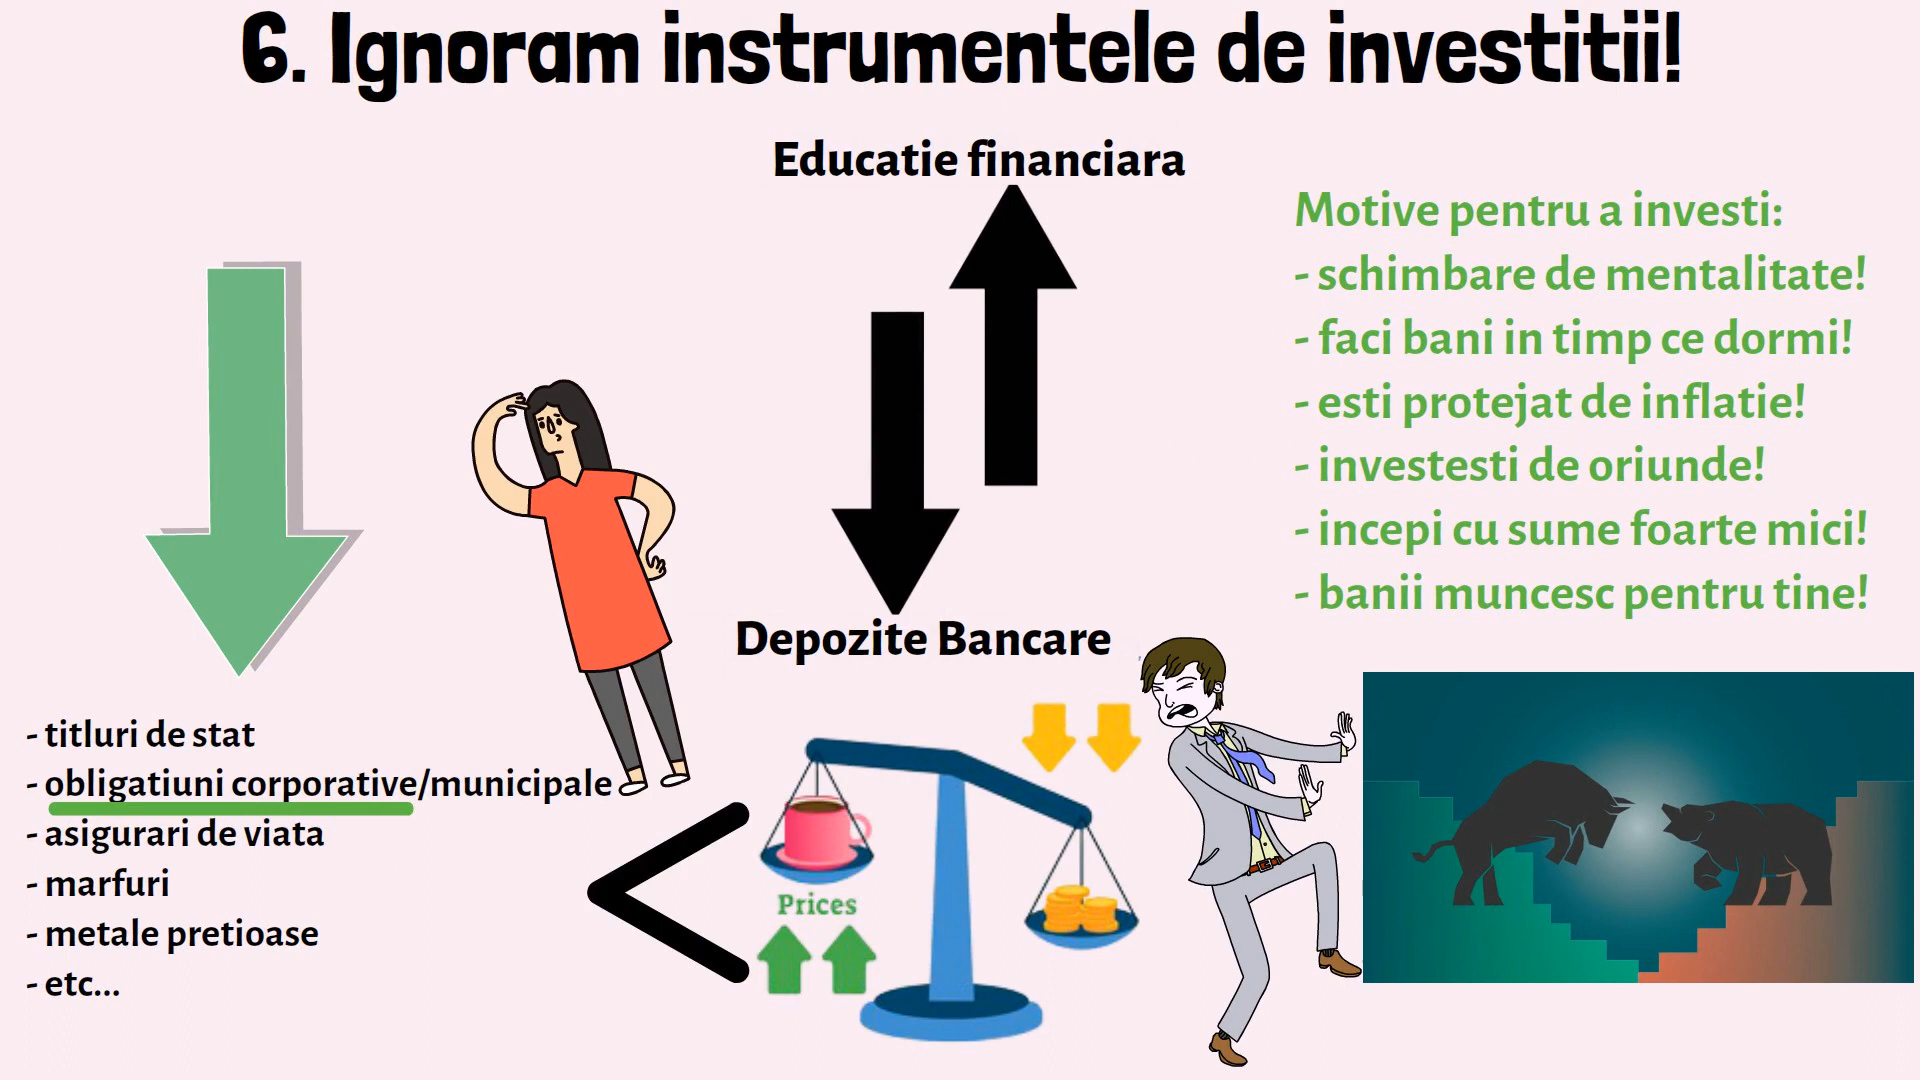 6. Ignoram instrumentele de investitii!
Educatie financiara
Motive pentru a investi:
- schimbare de mentalitate!
- faci bani in timp ce dormi!
- esti protejat de inflatie!
- investesti de oriunde!
- incepi cu sume foarte mici!
- banii muncesc pentru tine!
Depozite Bancare
- titluri de stat
- obligatiuni corporative/municipale
- asigurari de viata
- marfuri
- metale pretioase
- etc...
Prices